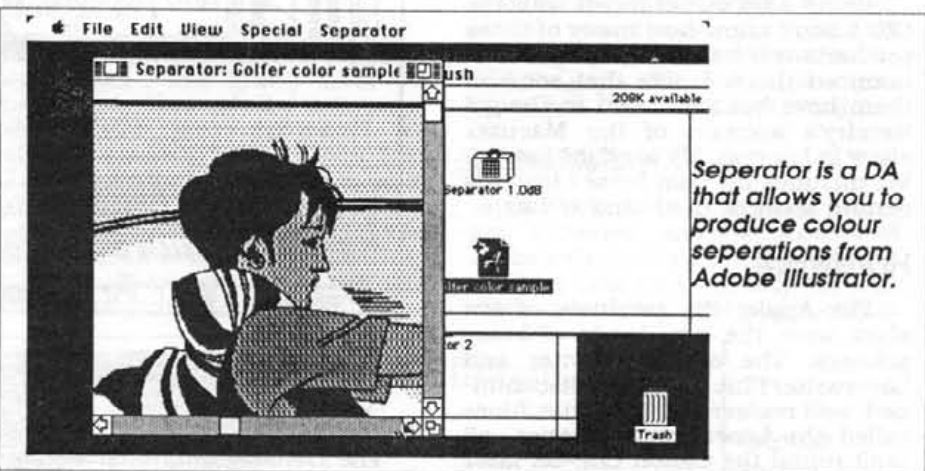 File Edit View Special Separator
Separator: Golfer color sample
ush
208K available
Separator 1.0dB
lfer color sample
or 2
Trash
Seperator is a DA
that allows you to
produce colour
seperations from
Adobe Illustrator.